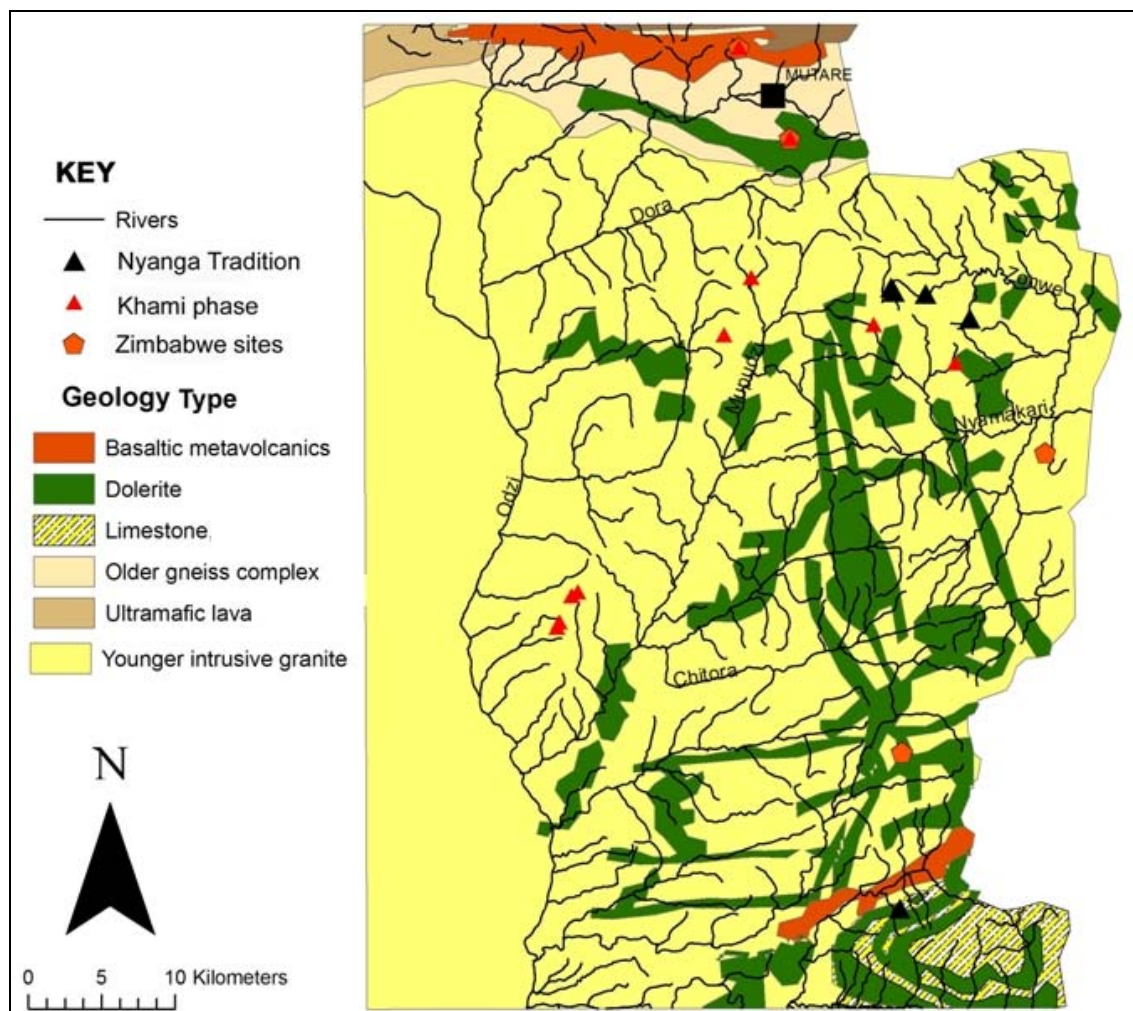 MUTARE
KEY
Rivers
Nyanga Tradition
Khami phase
Zimbabwe sites
Geology Type
Basaltic metavolcanics
Dolerite
Limestone
Older gneiss complex
Ultramafic lava
Younger intrusive granite
N
0 5 10 Kilometers
Dora
Zonwe
Mupudzi
Nyamakari
Odzi
Chitora